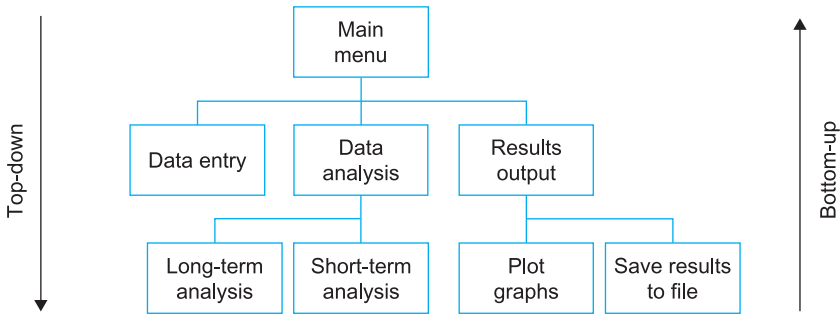 Main
menu
Top-down
Data entry
Data
analysis
Results
output
Bottom-up
Long-term
analysis
Short-term
analysis
Plot
graphs
Save results
to file